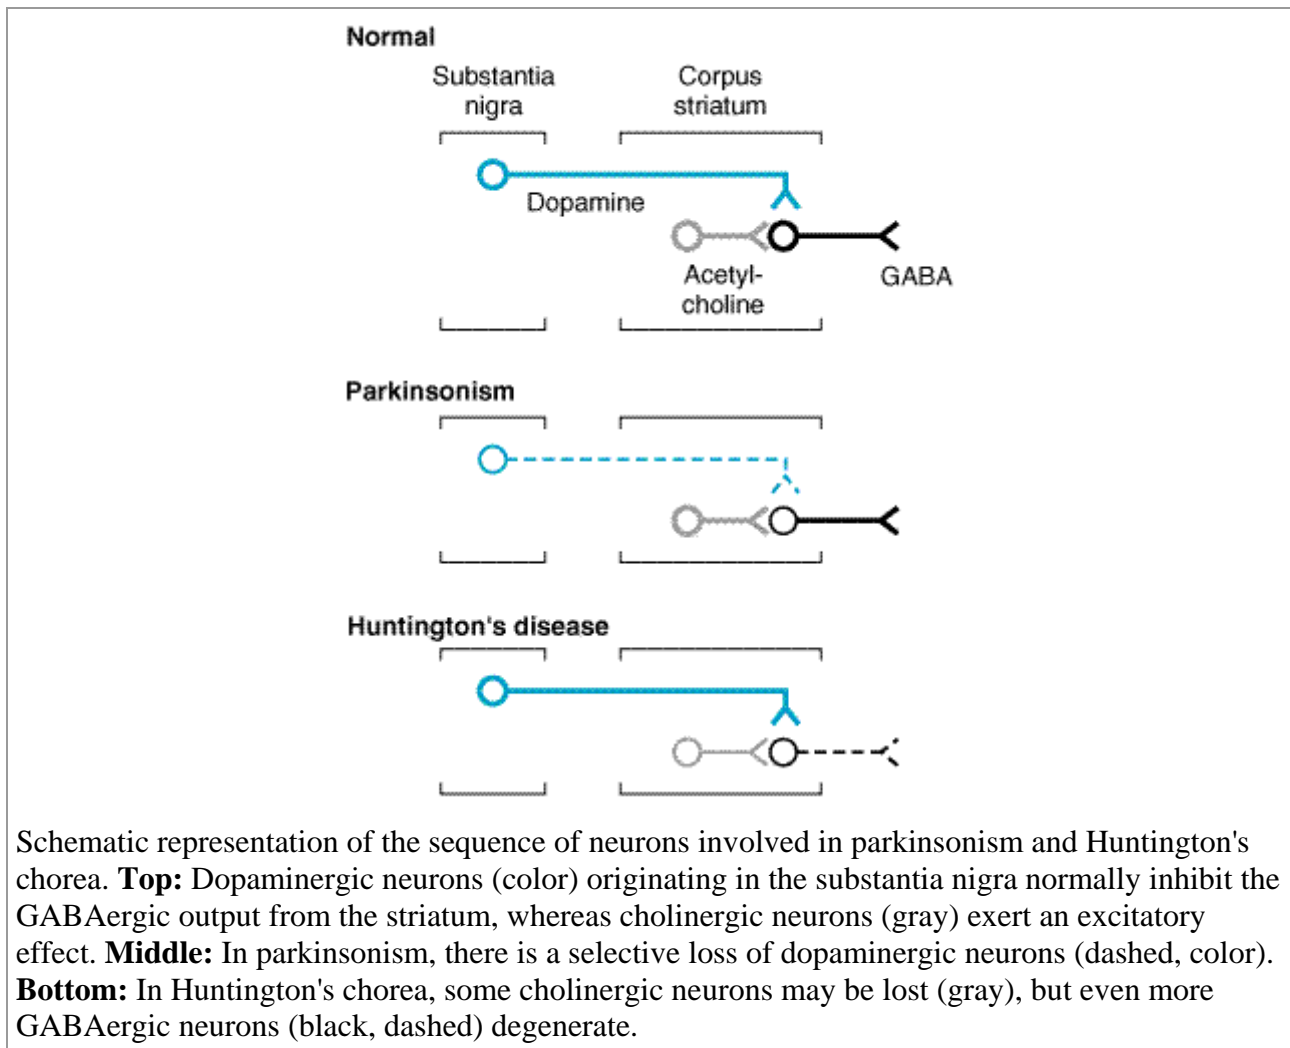 Normal
Substantia
nigra
Corpus
striatum
Dopamine
Acetyl-
choline
GABA
Parkinsonism
Huntington's disease
Schematic representation of the sequence of neurons involved in parkinsonism and Huntington's
chorea. Top: Dopaminergic neurons (color) originating in the substantia nigra normally inhibit the
GABAergic output from the striatum, whereas cholinergic neurons (gray) exert an excitatory
effect. Middle: In parkinsonism, there is a selective loss of dopaminergic neurons (dashed, color).
Bottom: In Huntington's chorea, some cholinergic neurons may be lost (gray), but even more
GABAergic neurons (black, dashed) degenerate.